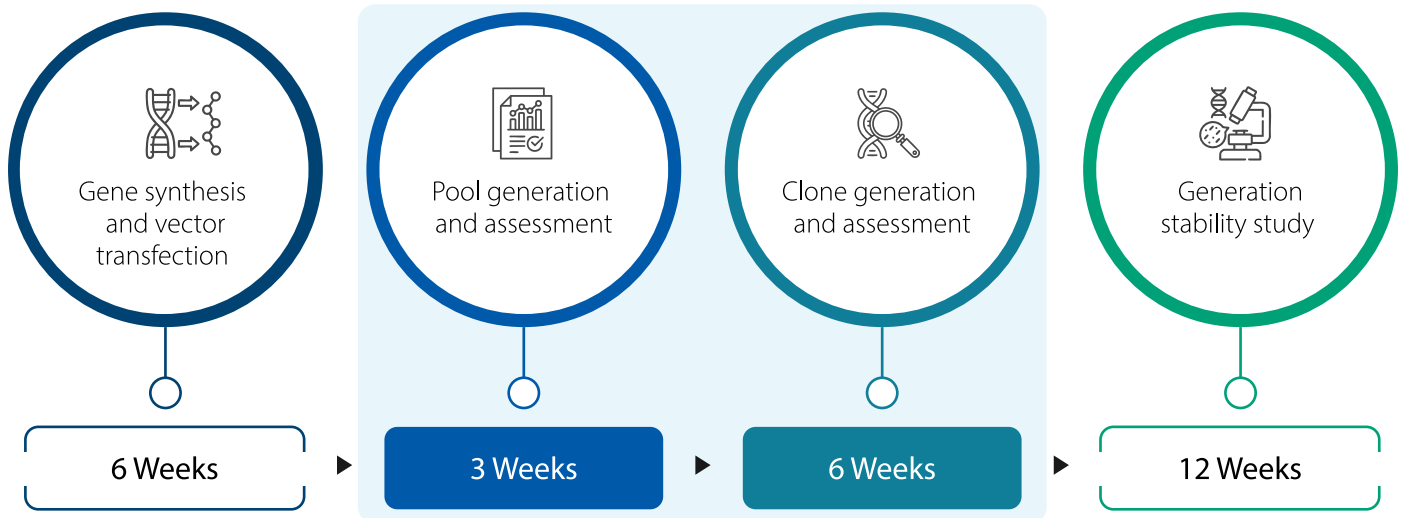 Gene synthesis
and vector
transfection
Pool generation
and assessment
Clone generation
and assessment
Generation
stability study
6 Weeks
3 Weeks
6 Weeks
12 Weeks